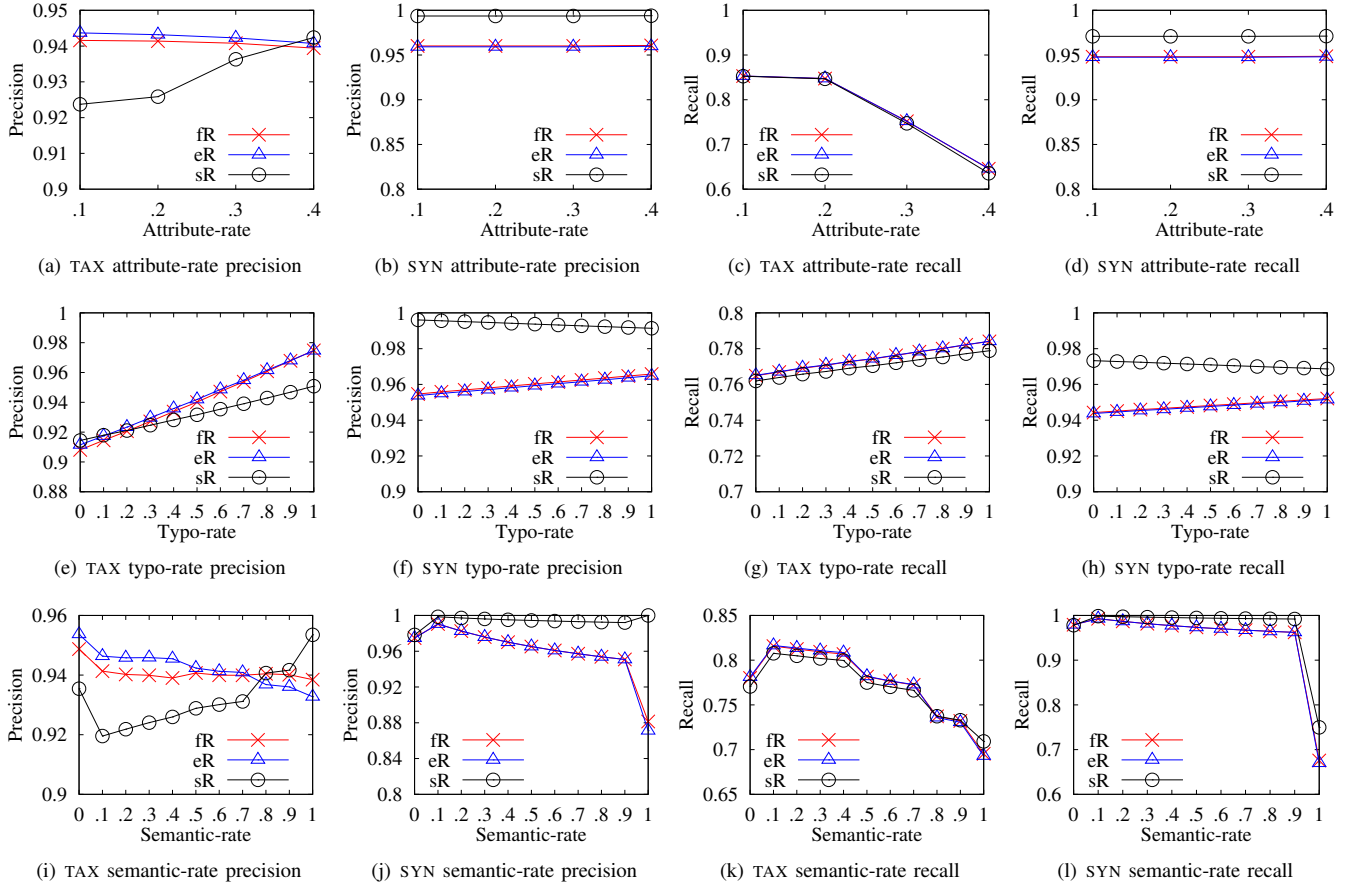 0.95
0.94
0.93
0.92
0.91
0.9
Precision
fR
eR
sR
.1 .2 .3 .4
Attribute-rate
(a) TAX attribute-rate precision
1
0.95
0.9
0.85
0.8
Precision
fR
eR
sR
.1 .2 .3 .4
Attribute-rate
(b) SYN attribute-rate precision
1
0.9
0.8
0.7
0.6
Recall
fR
eR
sR
.1 .2 .3 .4
Attribute-rate
(c) TAX attribute-rate recall
1
0.95
0.9
0.85
0.8
Recall
fR
eR
sR
.1 .2 .3 .4
Attribute-rate
(d) SYN attribute-rate recall
1
0.98
0.96
0.94
0.92
0.9
0.88
Precision
fR
eR
sR
0 .1 .2 .3 .4 .5 .6 .7 .8 .9 1
Typo-rate
(e) TAX typo-rate precision
1
0.98
0.96
0.94
0.92
0.9
Precision
fR
eR
sR
0 .1 .2 .3 .4 .5 .6 .7 .8 .9 1
Typo-rate
(f) SYN typo-rate precision
0.8
0.78
0.76
0.74
0.72
0.7
Recall
fR
eR
sR
0 .1 .2 .3 .4 .5 .6 .7 .8 .9 1
Typo-rate
(g) TAX typo-rate recall
1
0.98
0.96
0.94
0.92
0.9
Recall
fR
eR
sR
0 .1 .2 .3 .4 .5 .6 .7 .8 .9 1
Typo-rate
(h) SYN typo-rate recall
0.96
0.94
0.92
0.9
Precision
fR
eR
sR
0 .1 .2 .3 .4 .5 .6 .7 .8 .9 1
Semantic-rate
(i) TAX semantic-rate precision
1
0.96
0.92
0.88
0.84
0.8
Precision
fR
eR
sR
0 .1 .2 .3 .4 .5 .6 .7 .8 .9 1
Semantic-rate
(j) SYN semantic-rate precision
0.85
0.8
0.75
0.7
0.65
Recall
fR
eR
sR
0 .1 .2 .3 .4 .5 .6 .7 .8 .9 1
Semantic-rate
(k) TAX semantic-rate recall
1
0.9
0.8
0.7
0.6
Recall
fR
eR
sR
0 .1 .2 .3 .4 .5 .6 .7 .8 .9 1
Semantic-rate
(l) SYN semantic-rate recall